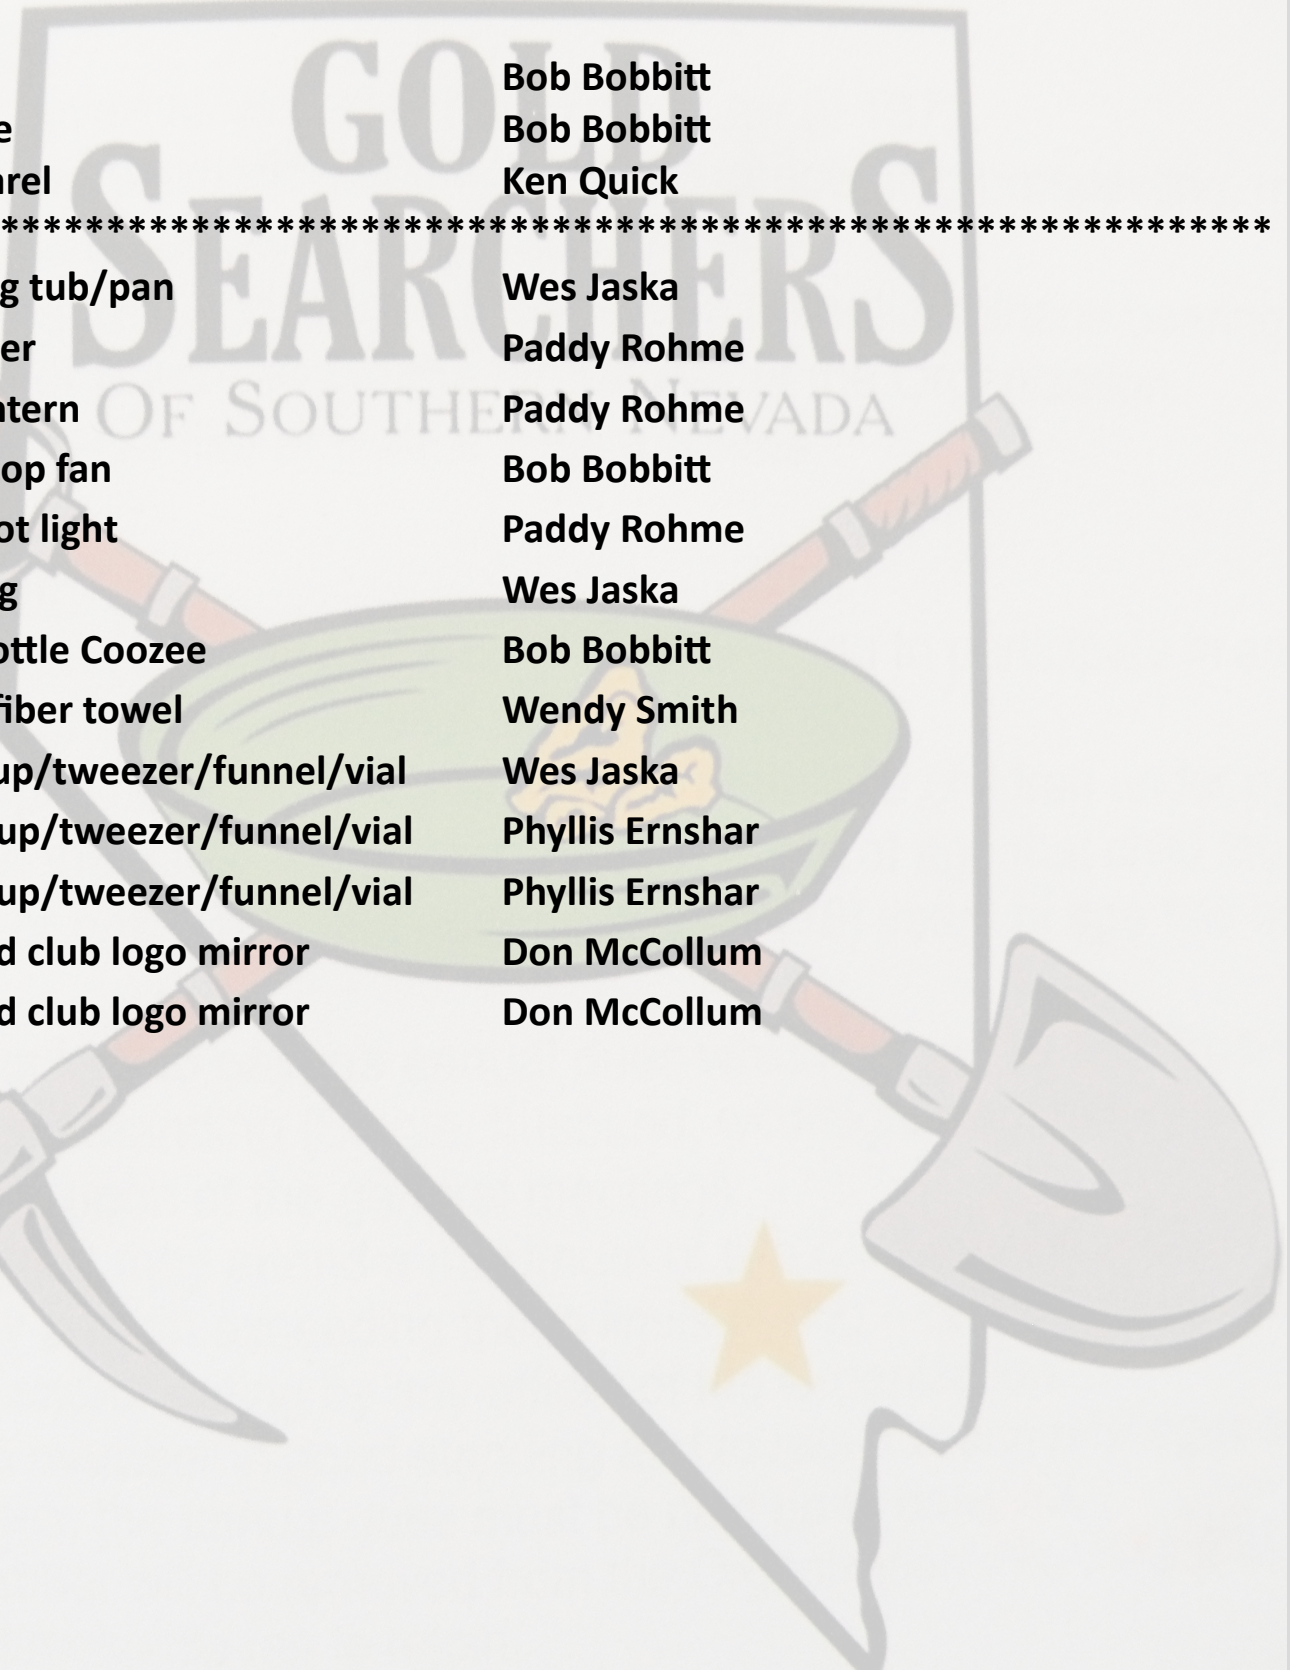 GOLD
SEARCHERS
OF SOUTHERN NEVADA
Bob Bobbitt
e Bob Bobbitt
rel Ken Quick
************************************************************
g tub/pan Wes Jaska
er Paddy Rohme
tern Paddy Rohme
op fan Bob Bobbitt
ot light Paddy Rohme
g Wes Jaska
ottle Coozee Bob Bobbitt
fiber towel Wendy Smith
up/tweezer/funnel/vial Wes Jaska
up/tweezer/funnel/vial Phyllis Ernshar
up/tweezer/funnel/vial Phyllis Ernshar
d club logo mirror Don McCollum
d club logo mirror Don McCollum